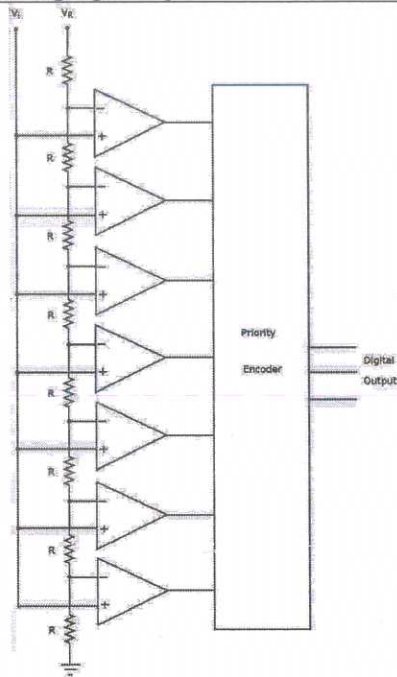 Vi VR
R
-
+
R
-
+
R
-
+
R
-
+
R
-
+
R
-
+
R
-
+
R
Priority
Encoder
Digital
Output